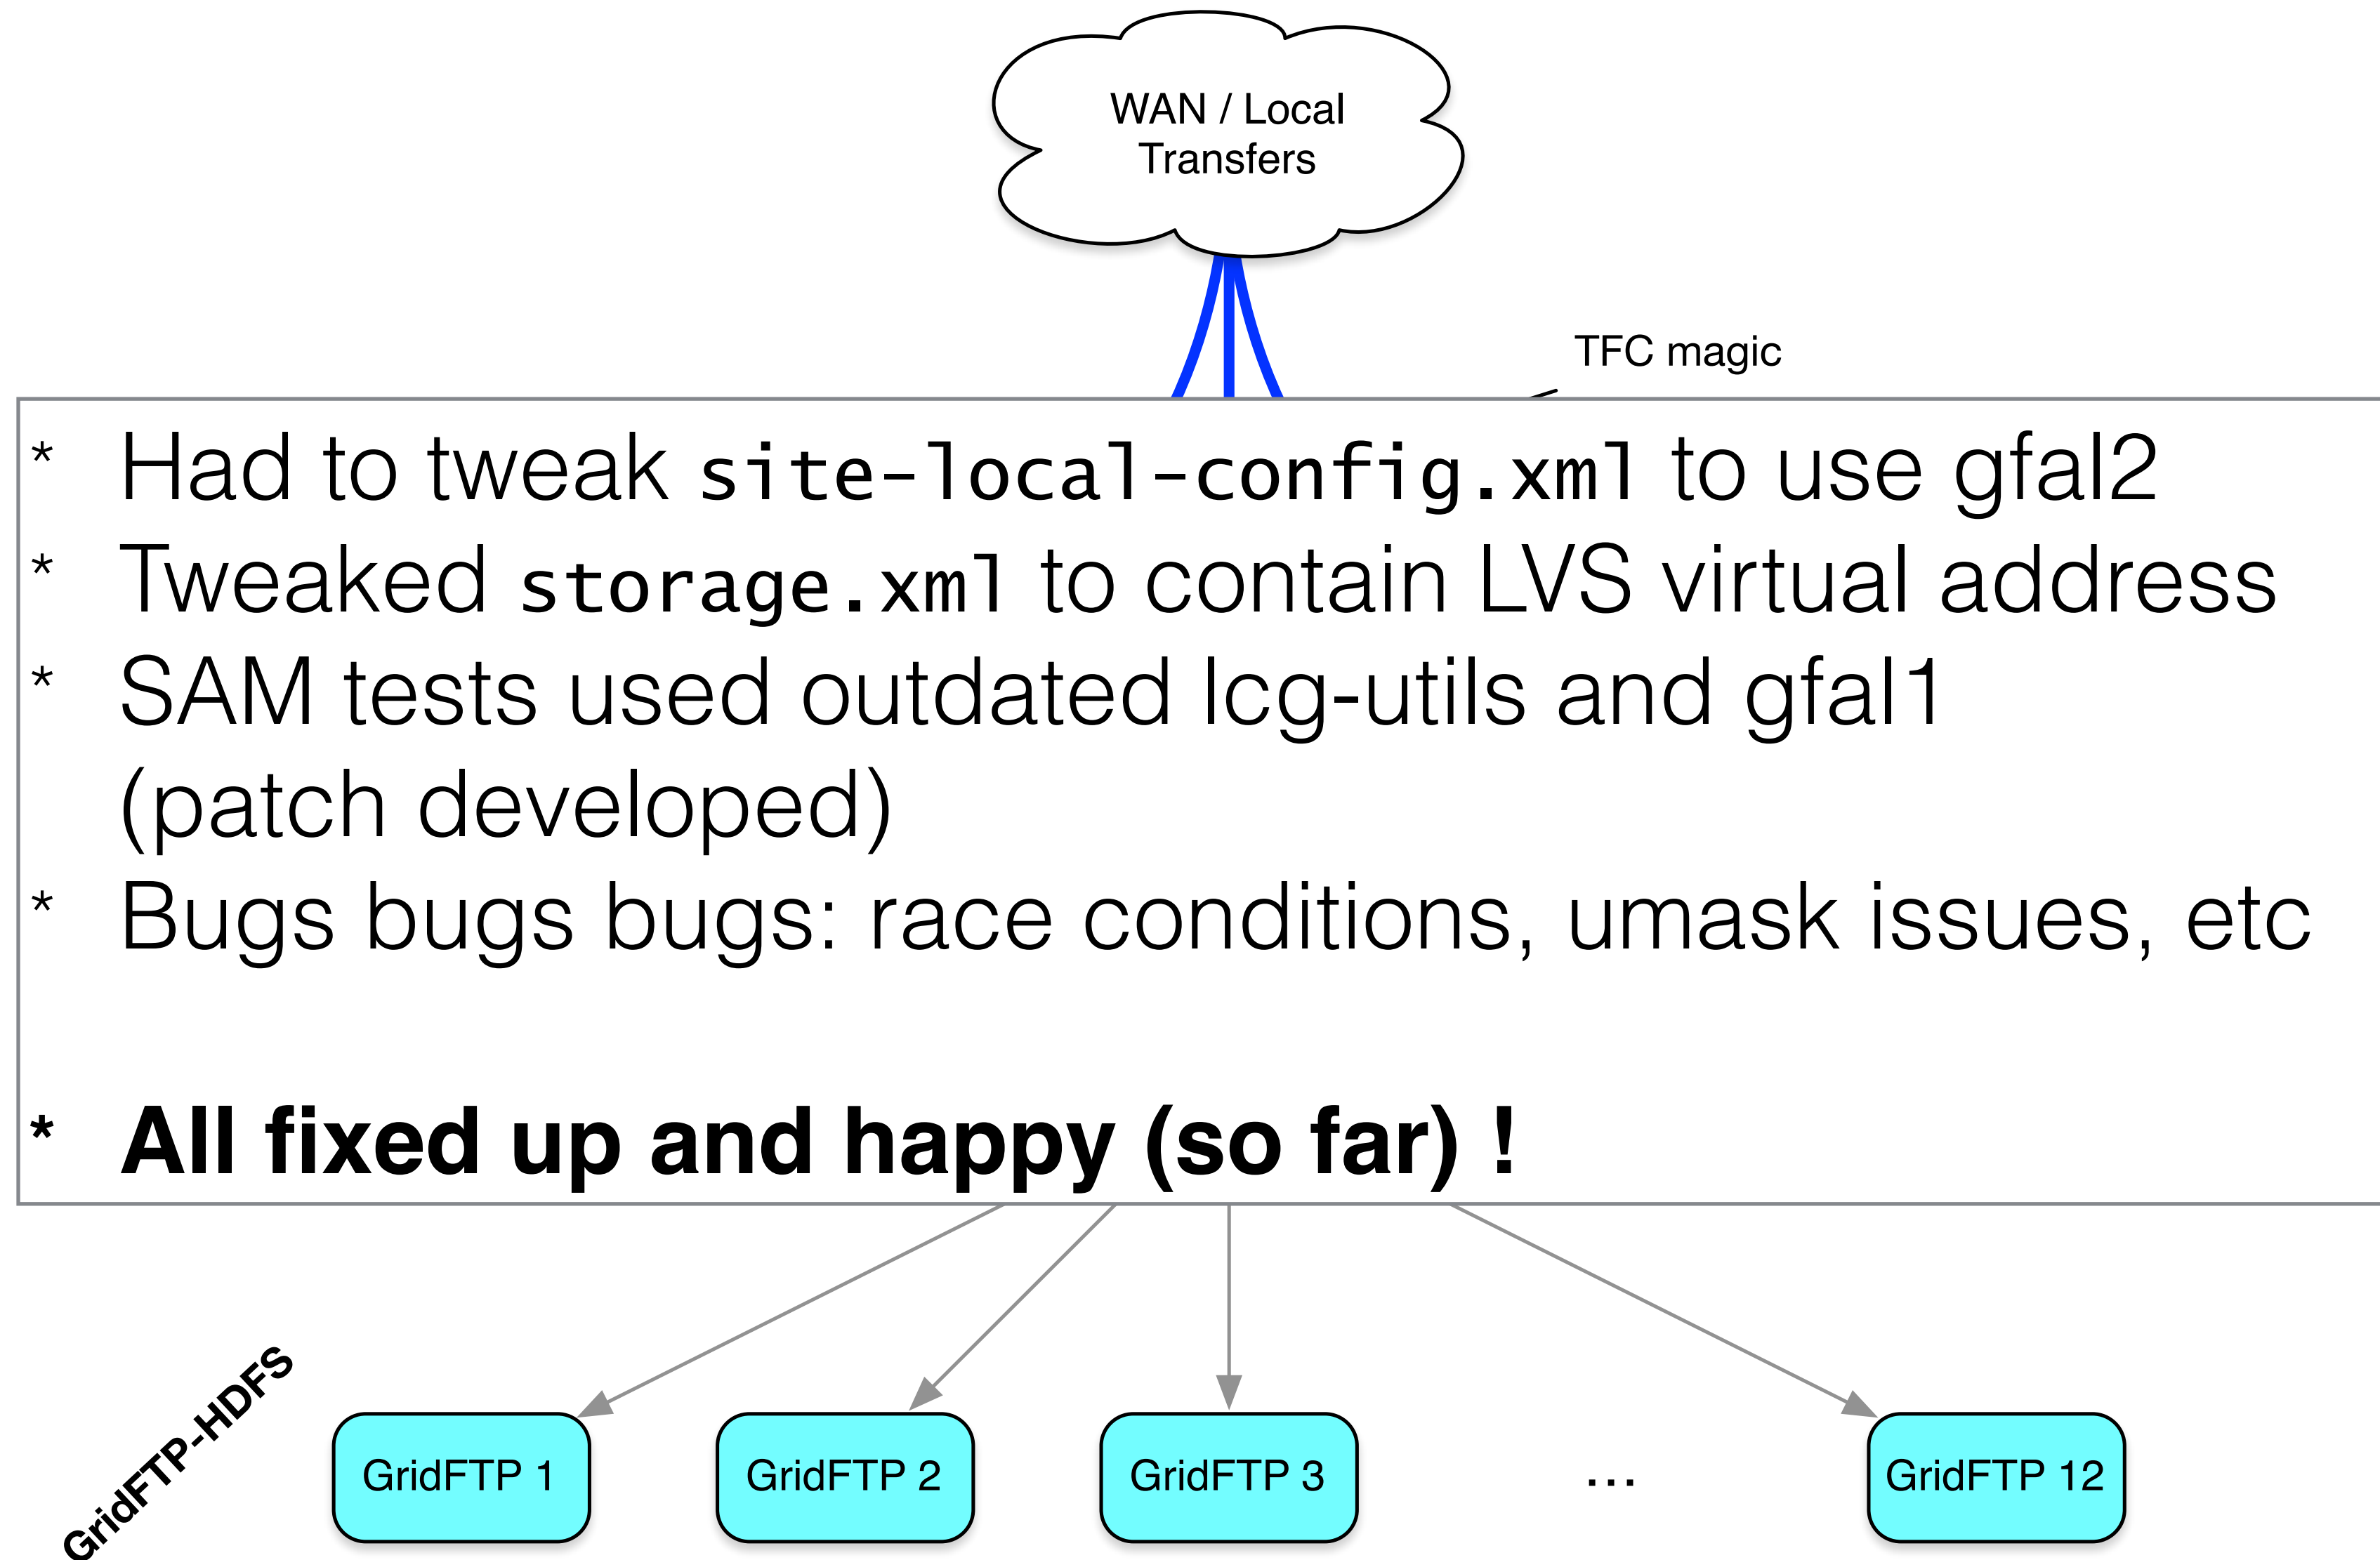 WAN / Local
Transfers
TFC magic
* Had to tweak site-local-config.xml to use gfal2
* Tweaked storage.xml to contain LVS virtual address
* SAM tests used outdated lcg-utils and gfal1
(patch developed)
* Bugs bugs bugs: race conditions, umask issues, etc
* All fixed up and happy (so far) !
GridFTP-HDFS
GridFTP 1
GridFTP 2
GridFTP 3
...
GridFTP 12